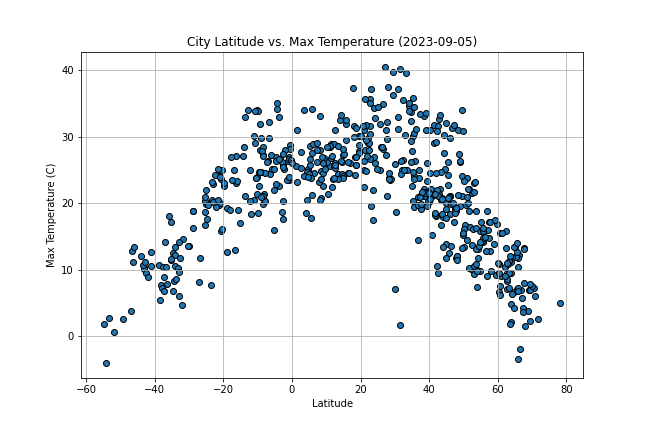 City Latitude vs. Max Temperature (2023-09-05)
Max Temperature (C)
40
30
20
10
0
−60 −40 −20 0 20 40 60 80
Latitude